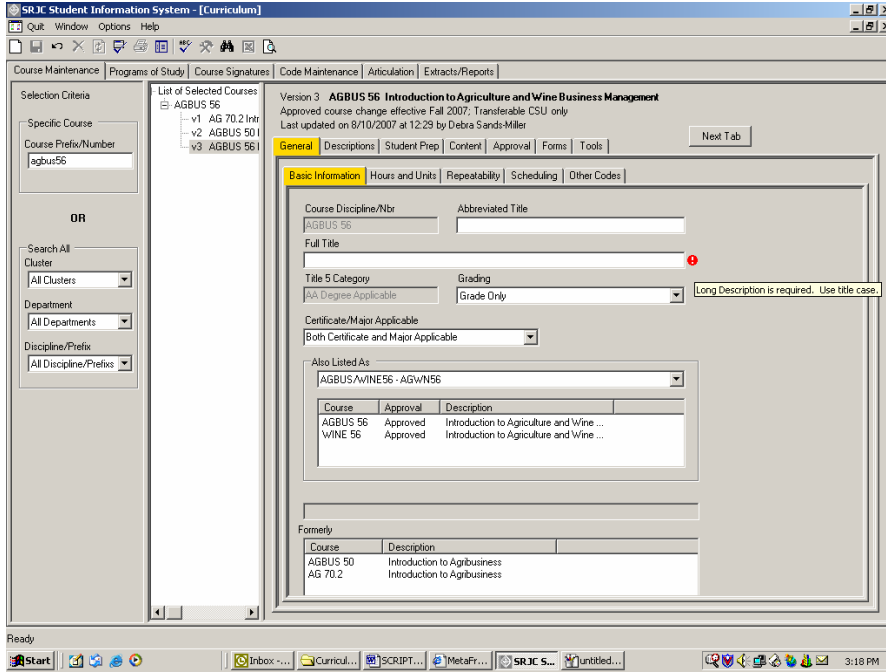 SRJC Student Information System - [Curriculum]
Quit Window Options Help
Course Maintenance Programs of Study Course Signatures Code Maintenance Articulation Extracts/Reports
Selection Criteria
Specific Course
Course Prefix/Number
agbus56
OR
Search All
Cluster
All Clusters
Department
All Departments
Discipline/Prefix
All Discipline/Prefixs
List of Selected Courses
AGBUS 56
v1 AG 70.2 Intr
v2 AGBUS 50 I
v3 AGBUS 56 I
Version 3 AGBUS 56 Introduction to Agriculture and Wine Business Management
Approved course change effective Fall 2007; Transferable CSU only
Last updated on 8/10/2007 at 12:29 by Debra Sands-Miller
Next Tab
General Descriptions Student Prep Content Approval Forms Tools
Basic Information Hours and Units Repeatability Scheduling Other Codes
Course Discipline/Nbr Abbreviated Title
AGBUS 56
Full Title
Title 5 Category Grading
AA Degree Applicable Grade Only
Long Description is required. Use title case.
Certificate/Major Applicable
Both Certificate and Major Applicable
Also Listed As
AGBUS/WINE56 - AGWN56
Course Approval Description
AGBUS 56 Approved Introduction to Agriculture and Wine ...
WINE 56 Approved Introduction to Agriculture and Wine ...
Formerly
Course Description
AGBUS 50 Introduction to Agribusiness
AG 70.2 Introduction to Agribusiness
Ready
Start Inbox -... Curricul... SCRIPT... MetaFr... SRJC S... untitled... 3:18 PM